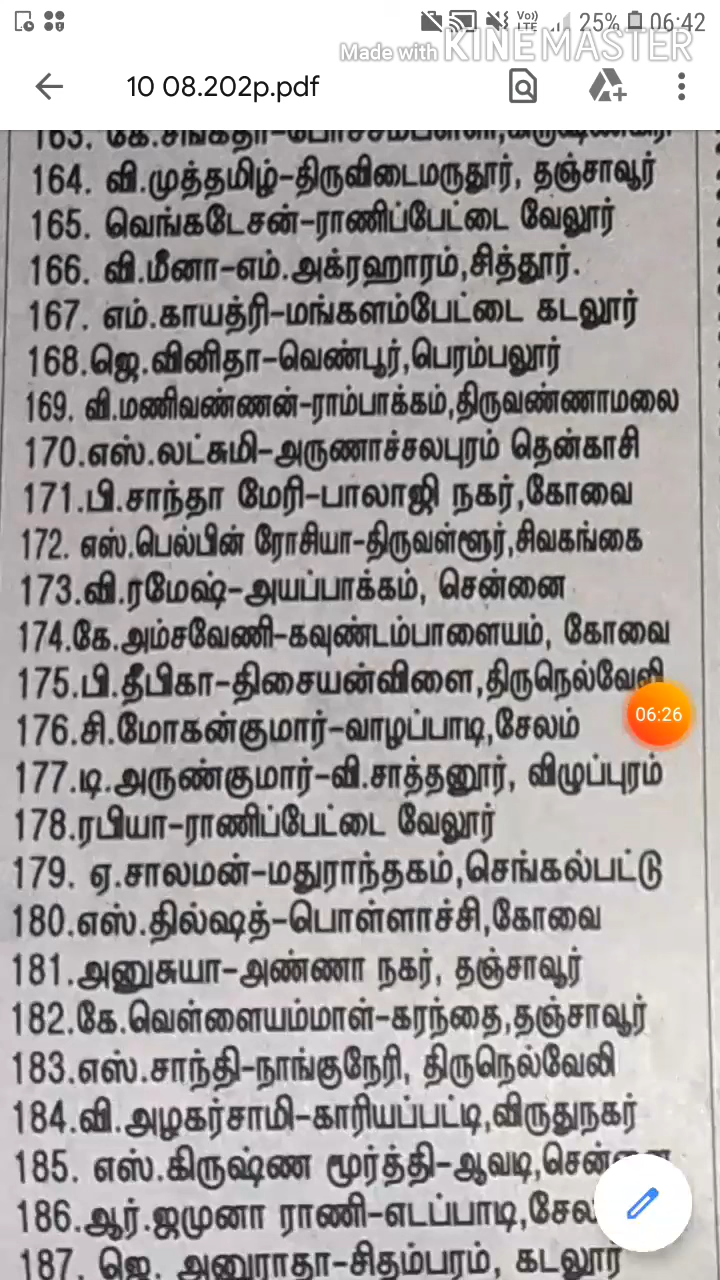 Vo))
LTE
25%
06:42
Made with KINEMASTER
10 08.202p.pdf
164. வி.முத்தமிழ்-திருவிடைமருதூர், தஞ்சாவூர்
165. வெங்கடேசன்-ராணிப்பேட்டை வேலூர்
166. வி.மீனா-எம்.அக்ரஹாரம்,சித்தூர்.
167. எம்.காயத்ரி-மங்களம்பேட்டை கடலூர்
168.ஜெ.வினிதா-வெண்பூர்,பெரம்பலூர்
169. வி.மணிவண்ணன்-ராம்பாக்கம்,திருவண்ணாமலை
170.எஸ்.லட்சுமி-அருணாச்சலபுரம் தென்காசி
171.பி.சாந்தா மேரி-பாலாஜி நகர்,கோவை
172. எஸ்.பெல்பின் ரோசியா-திருவள்ளூர்,சிவகங்கை
173.வி.ரமேஷ்-அயப்பாக்கம், சென்னை
174.கே.அம்சவேணி-கவுண்டம்பாளையம், கோவை
175.பி.தீபிகா-திசையன்விளை,திருநெல்வேலி
06:26
176.சி.மோகன்குமார்-வாழப்பாடி,சேலம்
177.டி.அருண்குமார்-வி.சாத்தனூர், விழுப்புரம்
178.ரபியா-ராணிப்பேட்டை வேலூர்
179. ஏ.சாலமன்-மதுராந்தகம்,செங்கல்பட்டு
180.எஸ்.தில்ஷத்-பொள்ளாச்சி,கோவை
181.அனுசுயா-அண்ணா நகர், தஞ்சாவூர்
182.கே.வெள்ளையம்மாள்-கரந்தை,தஞ்சாவூர்
183.எஸ்.சாந்தி-நாங்குநேரி, திருநெல்வேலி
184.வி.அழகர்சாமி-காரியப்பட்டி,விருதுநகர்
185. எஸ்.கிருஷ்ண மூர்த்தி-ஆவடி,சென்னை
186.ஆர்.ஜமுனா ராணி-எடப்பாடி,சேல
187. ஜெ. அனுராதா-சிதம்பரம், கடலூர்